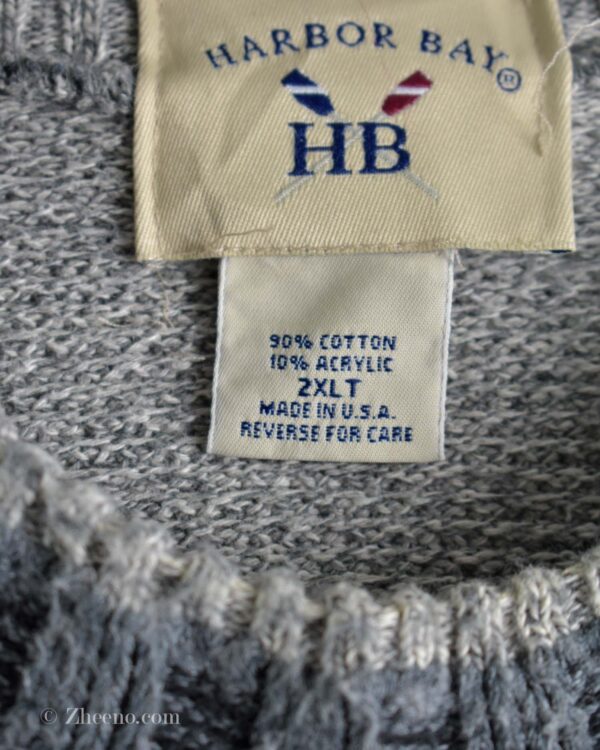 HARBOR BAY®
HB
90% COTTON
10% ACRYLIC
2XLT
MADE IN U.S.A.
REVERSE FOR CARE
© Zheeno.com